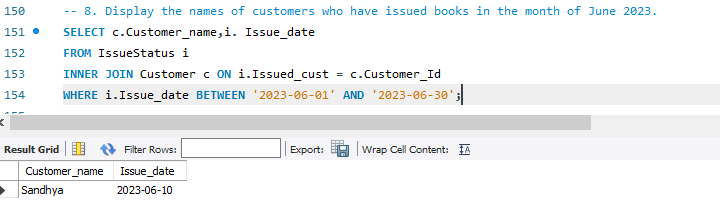 150 -- 8. Display the names of customers who have issued books in the month of June 2023.
151 SELECT c.Customer_name,i. Issue_date
152 FROM IssueStatus i
153 INNER JOIN Customer c ON i.Issued_cust = c.Customer_Id
154 WHERE i.Issue_date BETWEEN '2023-06-01' AND '2023-06-30';
Result Grid Filter Rows: Export: Wrap Cell Content: IA
Customer_name Issue_date
Sandhya 2023-06-10